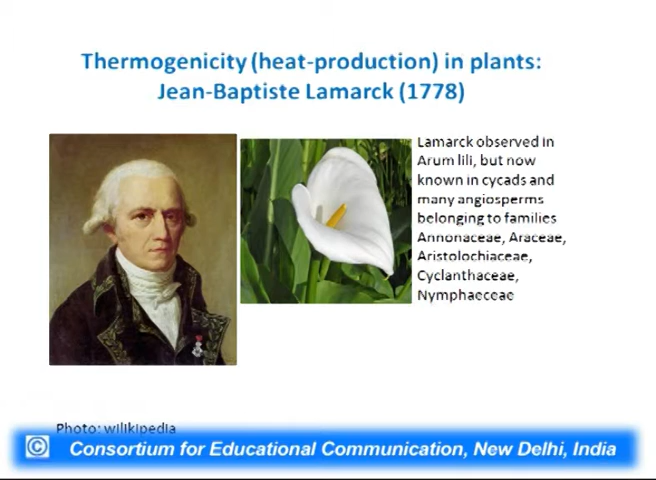 Thermogenicity (heat-production) in plants:
Jean-Baptiste Lamarck (1778)
Lamarck observed in
Arum lili, but now
known in cycads and
many angiosperms
belonging to families
Annonaceae, Araceae,
Aristolochiaceae,
Cyclanthaceae,
Nymphaeceae
Photo: wilikipedia
© Consortium for Educational Communication, New Delhi, India